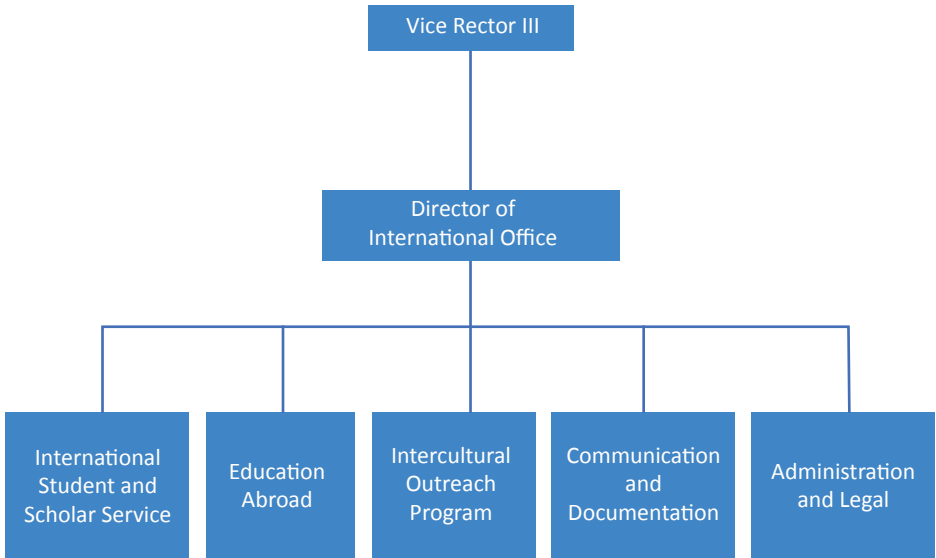 Vice Rector III
Director of
International Office
International
Student and
Scholar Service
Education
Abroad
Intercultural
Outreach
Program
Communication
and
Documentation
Administration
and Legal